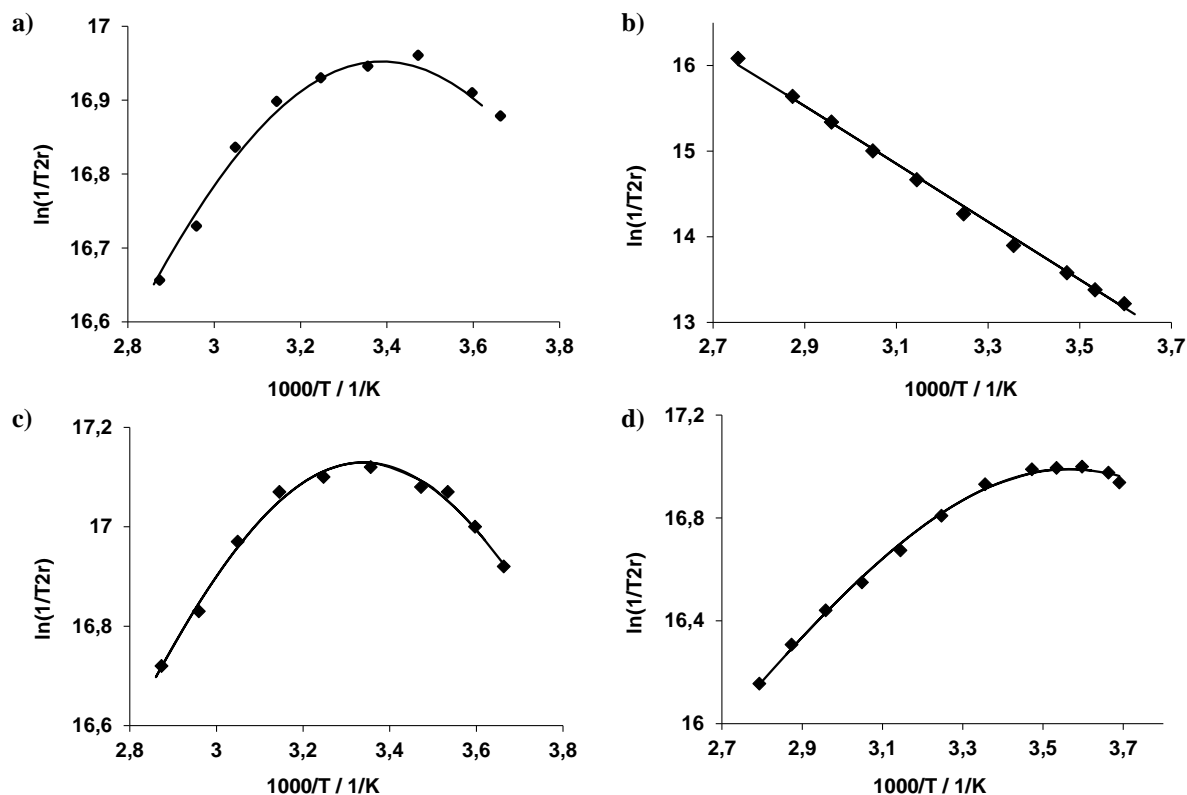 a)
17
16,9
16,8
16,7
16,6
ln(1/T2r)
2,8 3 3,2 3,4 3,6 3,8
1000/T / 1/K
b)
16
15
14
13
ln(1/T2r)
2,7 2,9 3,1 3,3 3,5 3,7
1000/T / 1/K
c)
17,2
17
16,8
16,6
ln(1/T2r)
2,8 3 3,2 3,4 3,6 3,8
1000/T / 1/K
d)
17,2
16,8
16,4
16
ln(1/T2r)
2,7 2,9 3,1 3,3 3,5 3,7
1000/T / 1/K